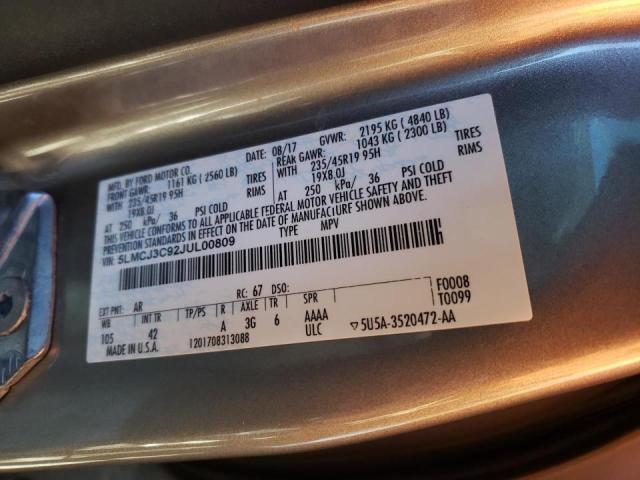 MFD. BY FORD MOTOR CO.
DATE: 08/17 GVWR: 2195 KG ( 4840 LB)
FRONT GAWR: 1161 KG ( 2560 LB) REAR GAWR: 1043 KG ( 2300 LB)
WITH 235/45R19 95H TIRES WITH 235/45R19 95H TIRES
19X8.0J RIMS 19X8.0J RIMS
AT 250 kPa/ 36 PSI COLD AT 250 kPa/ 36 PSI COLD
THIS VEHICLE CONFORMS TO ALL APPLICABLE FEDERAL MOTOR VEHICLE SAFETY AND THEFT
PREVENTION STANDARDS IN EFFECT ON THE DATE OF MANUFACTURE SHOWN ABOVE.
VIN: 5LMCJ3C92JUL00809
TYPE MPV
EXT PNT: AR RC: 67 DSO: F0008
WB INT TR TP/PS R AXLE TR SPR T0099
105 42 A 3G 6 AAAA
MADE IN U.S.A. 1201708313088 ULC ▽5U5A-3520472-AA